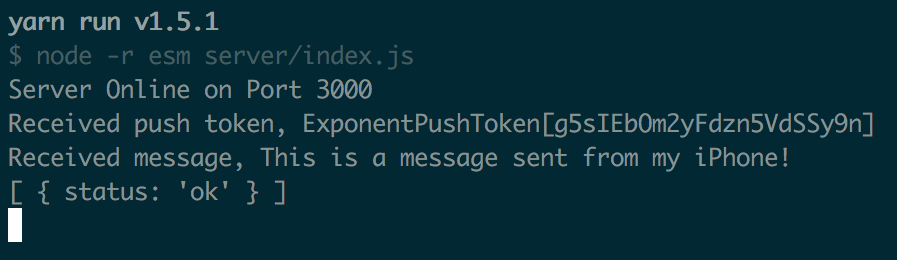 yarn run v1.5.1
$ node -r esm server/index.js
Server Online on Port 3000
Received push token, ExponentPushToken[g5sIEbOm2yFdzn5VdSSy9n]
Received message, This is a message sent from my iPhone!
[ { status: 'ok' } ]